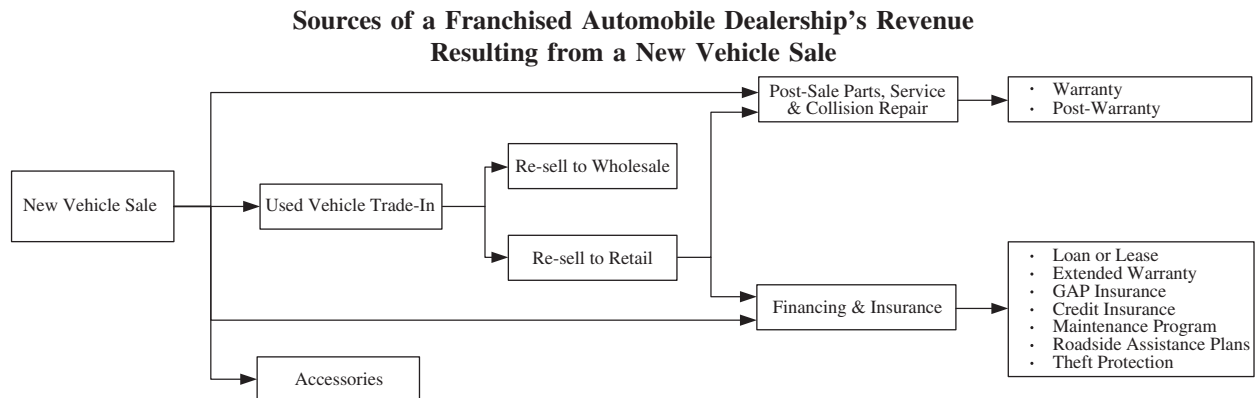 Sources of a Franchised Automobile Dealership's Revenue
Resulting from a New Vehicle Sale
New Vehicle Sale
Used Vehicle Trade-In
Re-sell to Wholesale
Re-sell to Retail
Accessories
Post-Sale Parts, Service
& Collision Repair
· Warranty
· Post-Warranty
Financing & Insurance
· Loan or Lease
· Extended Warranty
· GAP Insurance
· Credit Insurance
· Maintenance Program
· Roadside Assistance Plans
· Theft Protection